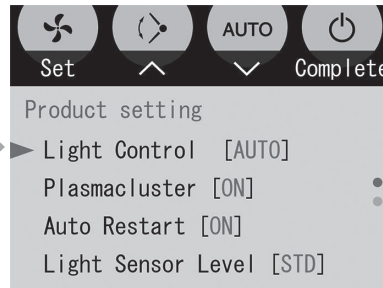 AUTO
Set Complete
Product setting
Light Control [AUTO]
Plasmacluster [ON]
Auto Restart [ON]
Light Sensor Level [STD]